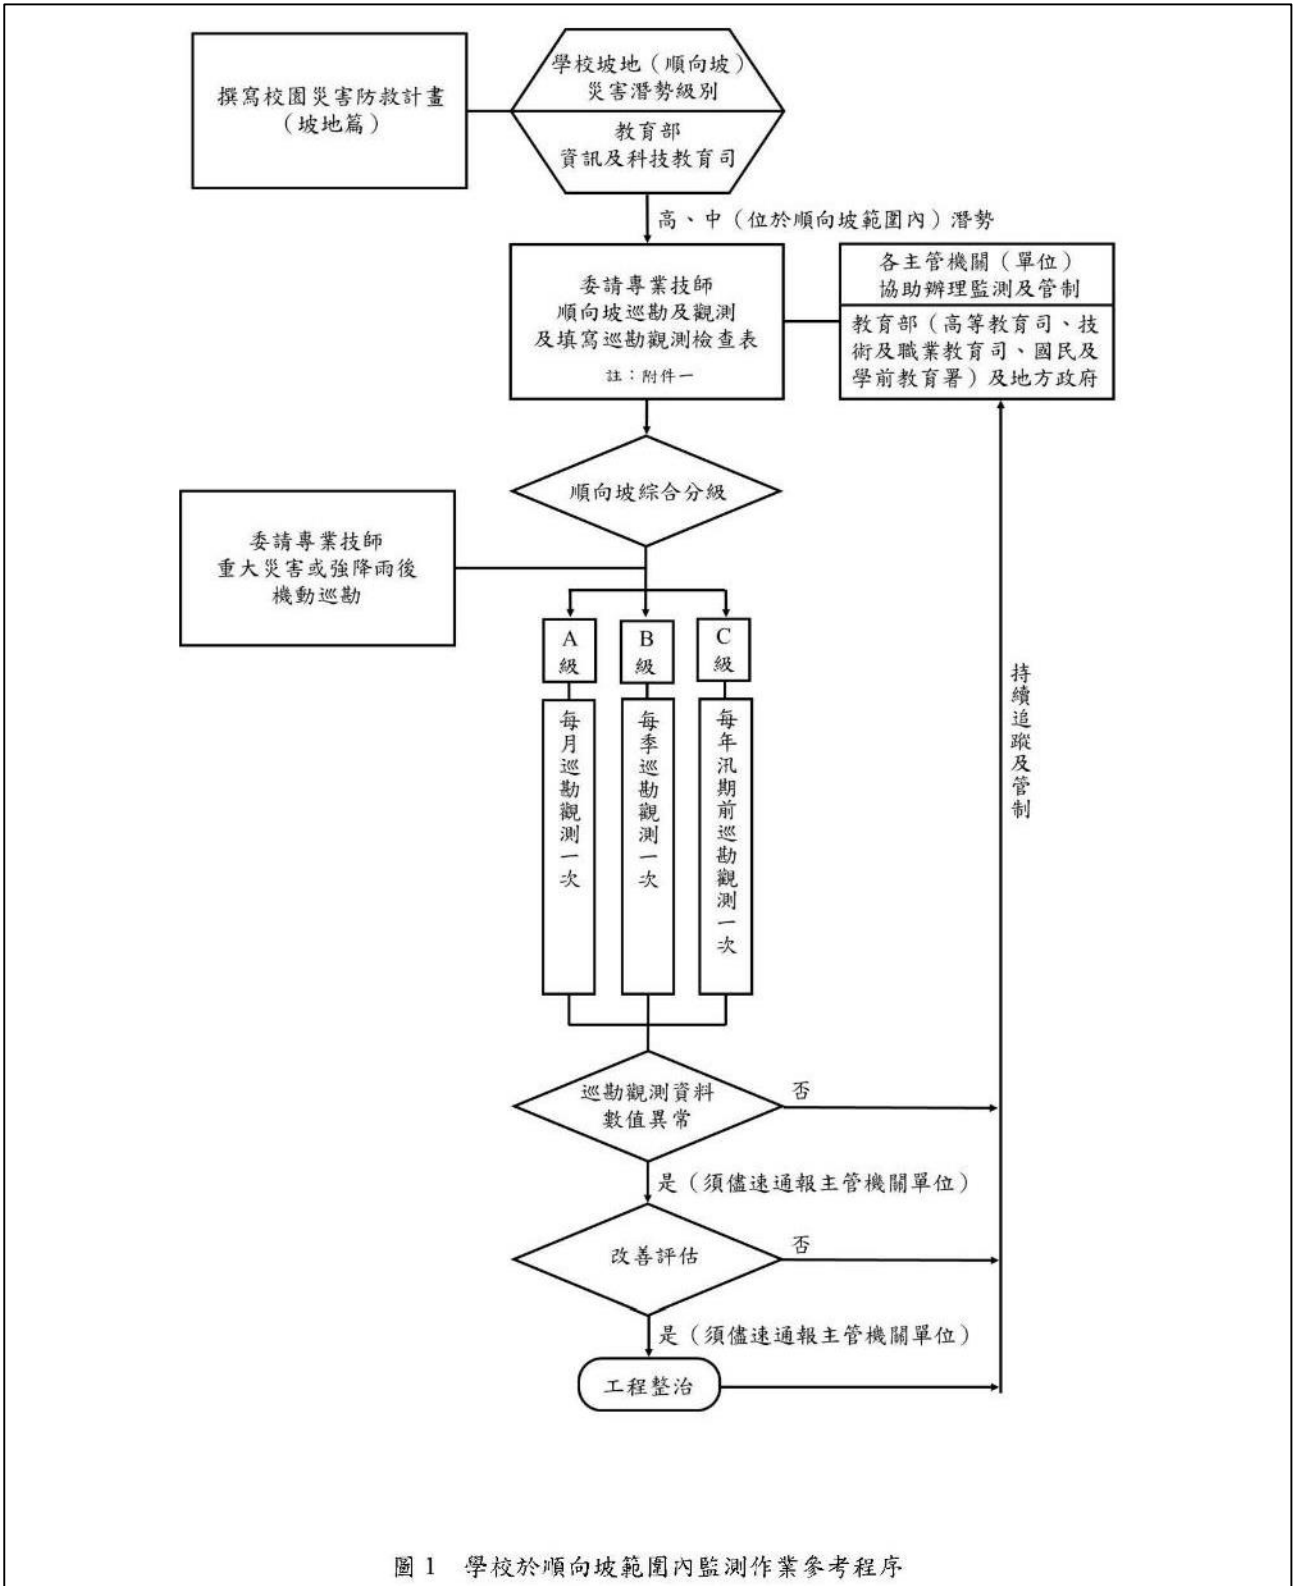 撰寫校園災害防救計畫
（坡地篇）
學校坡地（順向坡）
災害潛勢級別
教育部
資訊及科技教育司
高、中（位於順向坡範圍內）潛勢
委請專業技師
順向坡巡勘及觀測
及填寫巡勘觀測檢查表
註：附件一
各主管機關（單位）
協助辦理監測及管制
教育部（高等教育司、技
術及職業教育司、國民及
學前教育署）及地方政府
順向坡綜合分級
委請專業技師
重大災害或強降雨後
機動巡勘
A
級
B
級
C
級
每月巡勘觀測一次
每季巡勘觀測一次
每年汛期前巡勘觀測一次
持續追蹤及管制
巡勘觀測資料
數值異常
否
是（須儘速通報主管機關單位）
改善評估
否
是（須儘速通報主管機關單位）
工程整治
圖 1　學校於順向坡範圍內監測作業參考程序